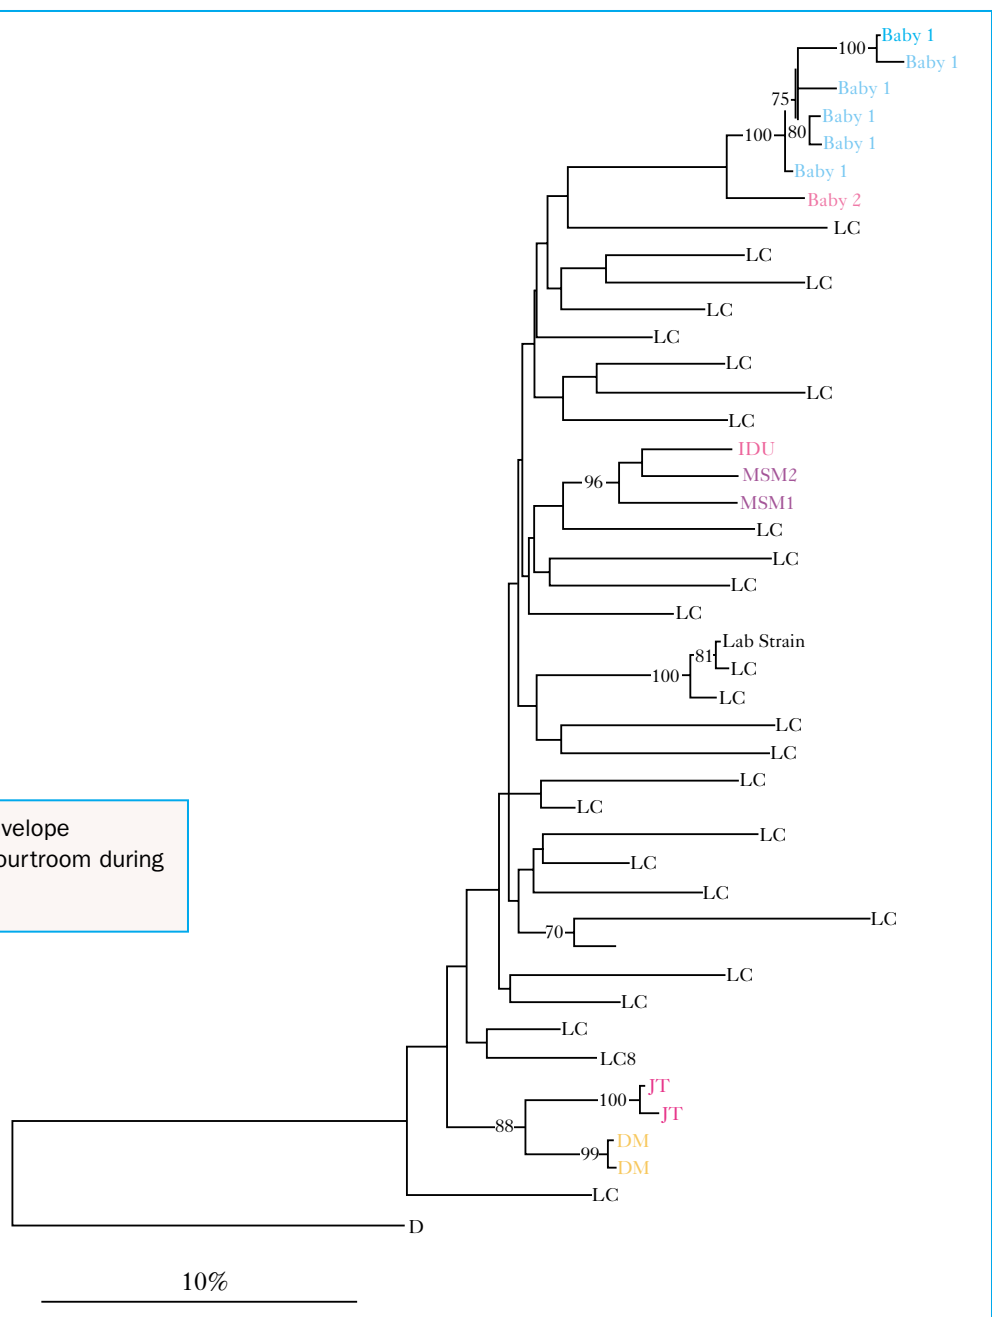 Baby 1
100
Baby 1
Baby 1
75
Baby 1
80
100
Baby 1
Baby 1
Baby 2
LC
LC
LC
LC
LC
LC
LC
LC
IDU
MSM2
96
MSM1
LC
LC
LC
LC
Lab Strain
81
LC
100
LC
LC
LC
LC
LC
velope
ourtroom during
LC
LC
LC
LC
70
LC
LC
LC
LC8
JT
100
JT
88
DM
99
DM
LC
D
10%